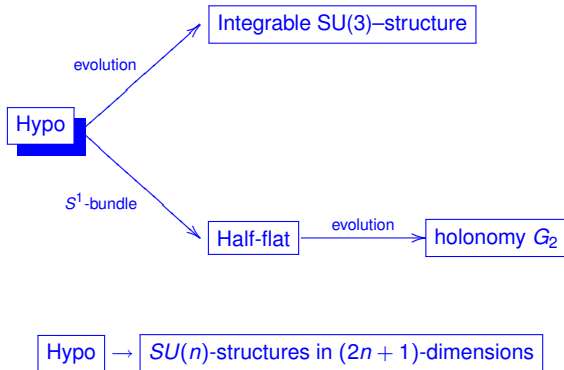 Integrable SU(3)–structure
evolution
Hypo
S¹-bundle
evolution
Half-flat
holonomy G₂
Hypo → SU(n)-structures in (2n + 1)-dimensions